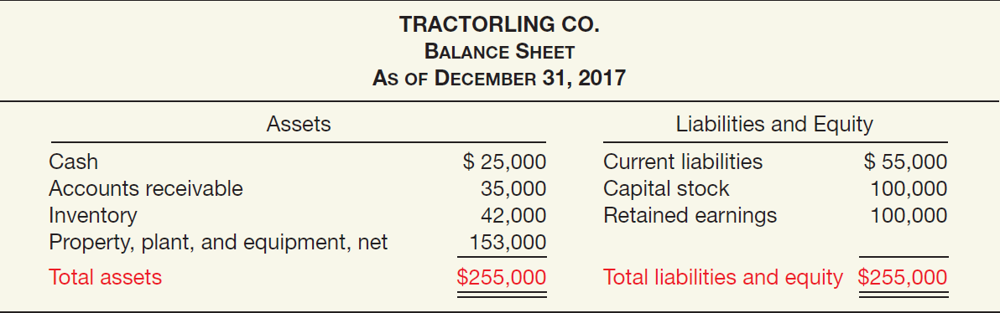 TRACTORLING CO.
BALANCE SHEET
AS OF DECEMBER 31, 2017
Assets Liabilities and Equity
Cash $ 25,000 Current liabilities $ 55,000
Accounts receivable 35,000 Capital stock 100,000
Inventory 42,000 Retained earnings 100,000
Property, plant, and equipment, net 153,000
Total assets $255,000 Total liabilities and equity $255,000